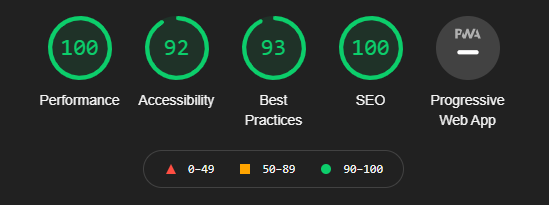 100 92 93 100 PWA
Performance Accessibility Best Practices SEO Progressive Web App
0–49 50–89 90–100